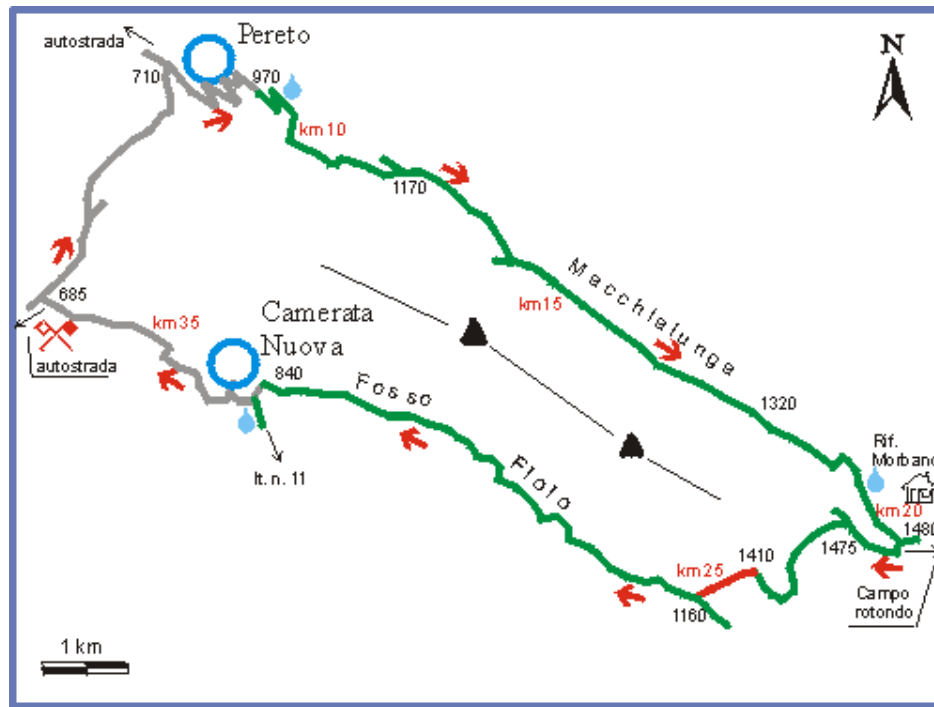 Pereto
N
autostrada
710
970
km10
1170
Macchialunga
685
km15
km35
Camerata
Nuova
autostrada
840
Fosso
1320
Fioio
Rif.
Morbano
It. n. 11
km20
1480
1410
1475
km25
1160
Campo
rotondo
1 km